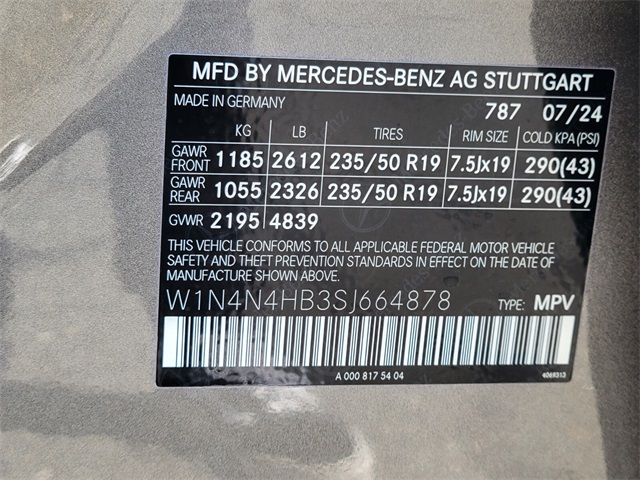 MFD BY MERCEDES-BENZ AG STUTTGART
MADE IN GERMANY 787 07/24
KG LB TIRES RIM SIZE COLD KPA(PSI)
GAWR FRONT 1185 2612 235/50 R19 7.5Jx19 290(43)
GAWR REAR 1055 2326 235/50 R19 7.5Jx19 290(43)
GVWR 2195 4839
THIS VEHICLE CONFORMS TO ALL APPLICABLE FEDERAL MOTOR VEHICLE
SAFETY AND THEFT PREVENTION STANDARDS IN EFFECT ON THE DATE OF
MANUFACTURE SHOWN ABOVE.
W1N4N4HB3SJ664878 TYPE: MPV
A 000 817 54 04 4069313